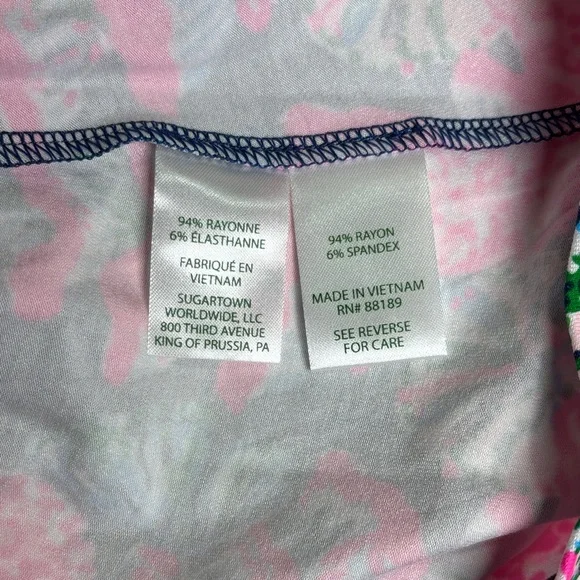 94% RAYONNE
6% ÉLASTHANNE
FABRIQUÉ EN
VIETNAM
SUGARTOWN
WORLDWIDE, LLC
800 THIRD AVENUE
KING OF PRUSSIA, PA
94% RAYON
6% SPANDEX
MADE IN VIETNAM
RN# 88189
SEE REVERSE
FOR CARE